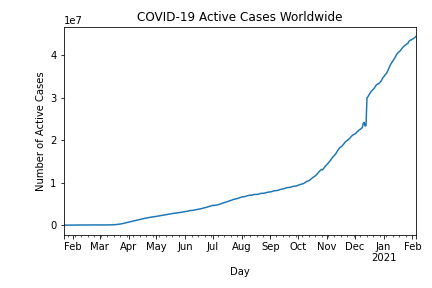 COVID-19 Active Cases Worldwide
1e7
Number of Active Cases
4
3
2
1
0
Feb Mar Apr May Jun Jul Aug Sep Oct Nov Dec Jan Feb
2021
Day